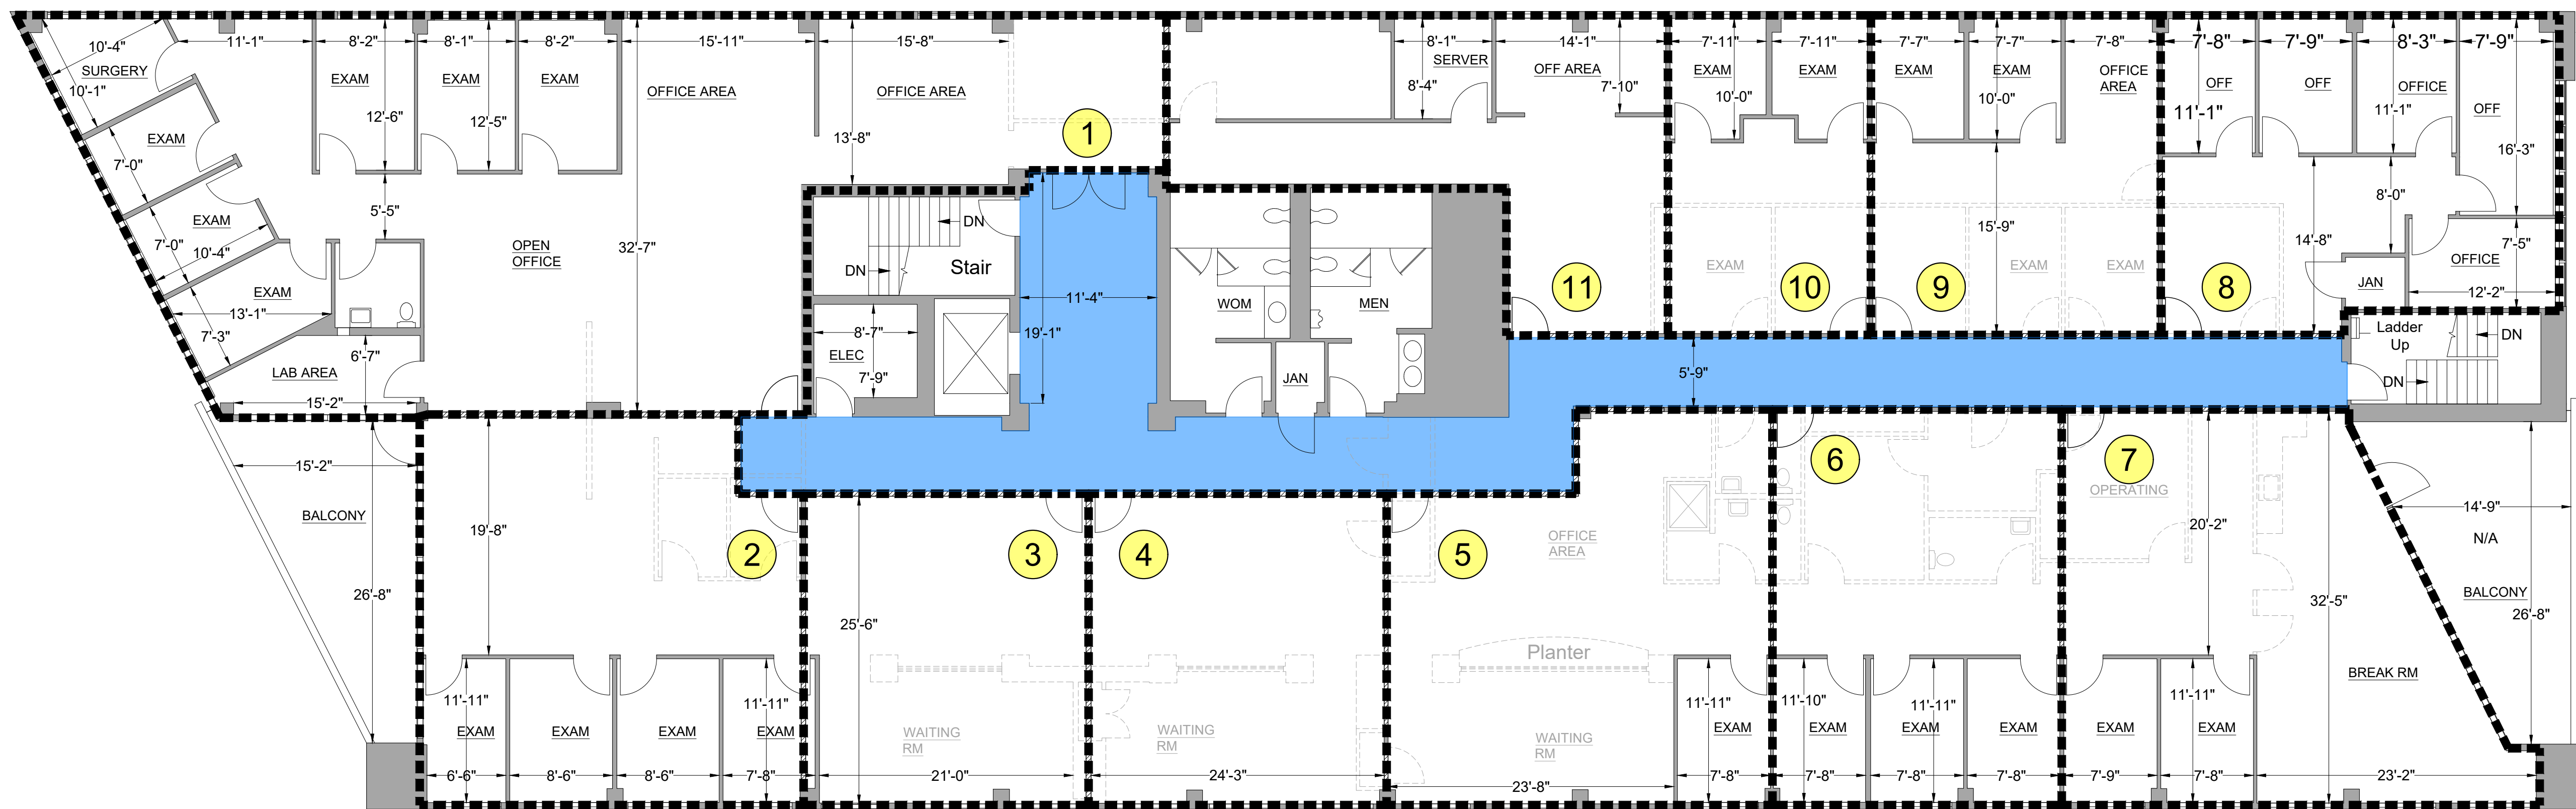 10'-4"
11'-1"
8'-2"
8'-1"
8'-2"
15'-11"
15'-8"
8'-1"
14'-1"
7'-11"
7'-11"
7'-7"
7'-7"
7'-8"
7'-8"
7'-9"
8'-3"
7'-9"
SURGERY
10'-1"
EXAM
EXAM
EXAM
OFFICE AREA
OFFICE AREA
SERVER
8'-4"
OFF AREA
7'-10"
EXAM
10'-0"
EXAM
EXAM
EXAM
10'-0"
OFFICE
AREA
OFF
11'-1"
OFF
OFFICE
11'-1"
OFF
16'-3"
12'-6"
12'-5"
13'-8"
1
EXAM
7'-0"
EXAM
7'-0"
10'-4"
5'-5"
OPEN
OFFICE
32'-7"
DN
DN
Stair
11'-4"
19'-1"
8'-7"
ELEC
7'-9"
WOM
MEN
JAN
11
EXAM
10
9
15'-9"
EXAM
EXAM
8
14'-8"
8'-0"
7'-5"
OFFICE
12'-2"
JAN
EXAM
13'-1"
7'-3"
6'-7"
LAB AREA
15'-2"
5'-9"
Ladder
Up
DN
DN
15'-2"
BALCONY
26'-8"
19'-8"
2
3
4
5
OFFICE
AREA
6
7
OPERATING
20'-2"
14'-9"
N/A
BALCONY
26'-8"
25'-6"
32'-5"
Planter
BREAK RM
11'-11"
EXAM
EXAM
EXAM
11'-11"
EXAM
WAITING
RM
WAITING
RM
WAITING
RM
11'-11"
EXAM
11'-10"
EXAM
11'-11"
EXAM
EXAM
EXAM
11'-11"
EXAM
6'-6"
8'-6"
8'-6"
7'-8"
21'-0"
24'-3"
23'-8"
7'-8"
7'-8"
7'-8"
7'-8"
7'-9"
7'-8"
23'-2"